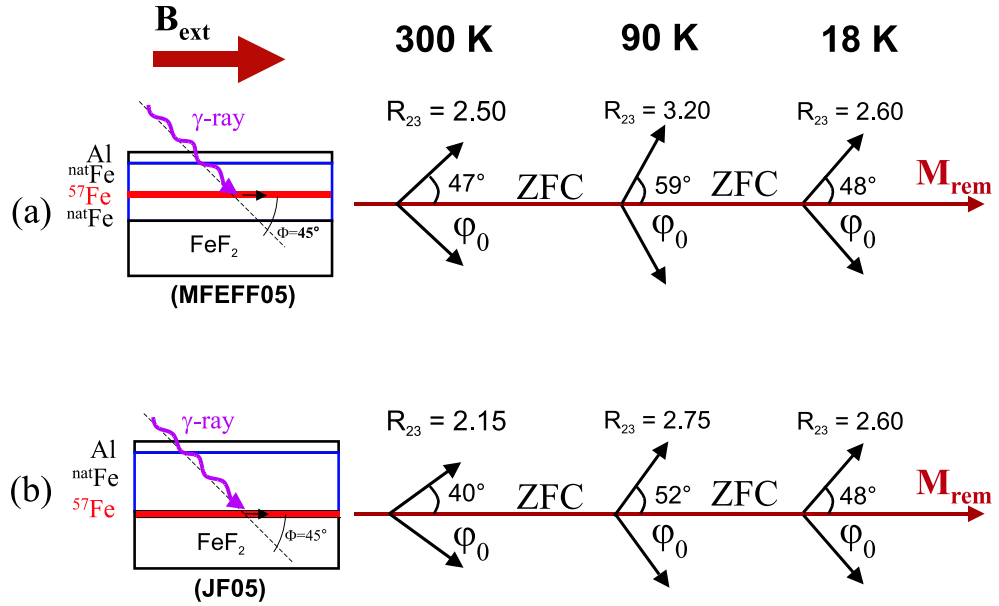 B_ext
300 K 90 K 18 K
γ-ray
R₂₃ = 2.50 R₂₃ = 3.20 R₂₃ = 2.60
Al
ⁿᵃᵗFe
⁵⁷Fe
ⁿᵃᵗFe
(a)
Φ=45°
FeF₂
(MFEFF05)
47° ZFC 59° ZFC 48° M_rem
φ₀ φ₀ φ₀
γ-ray
R₂₃ = 2.15 R₂₃ = 2.75 R₂₃ = 2.60
Al
ⁿᵃᵗFe
(b)
⁵⁷Fe
Φ=45°
FeF₂
(JF05)
40° ZFC 52° ZFC 48° M_rem
φ₀ φ₀ φ₀